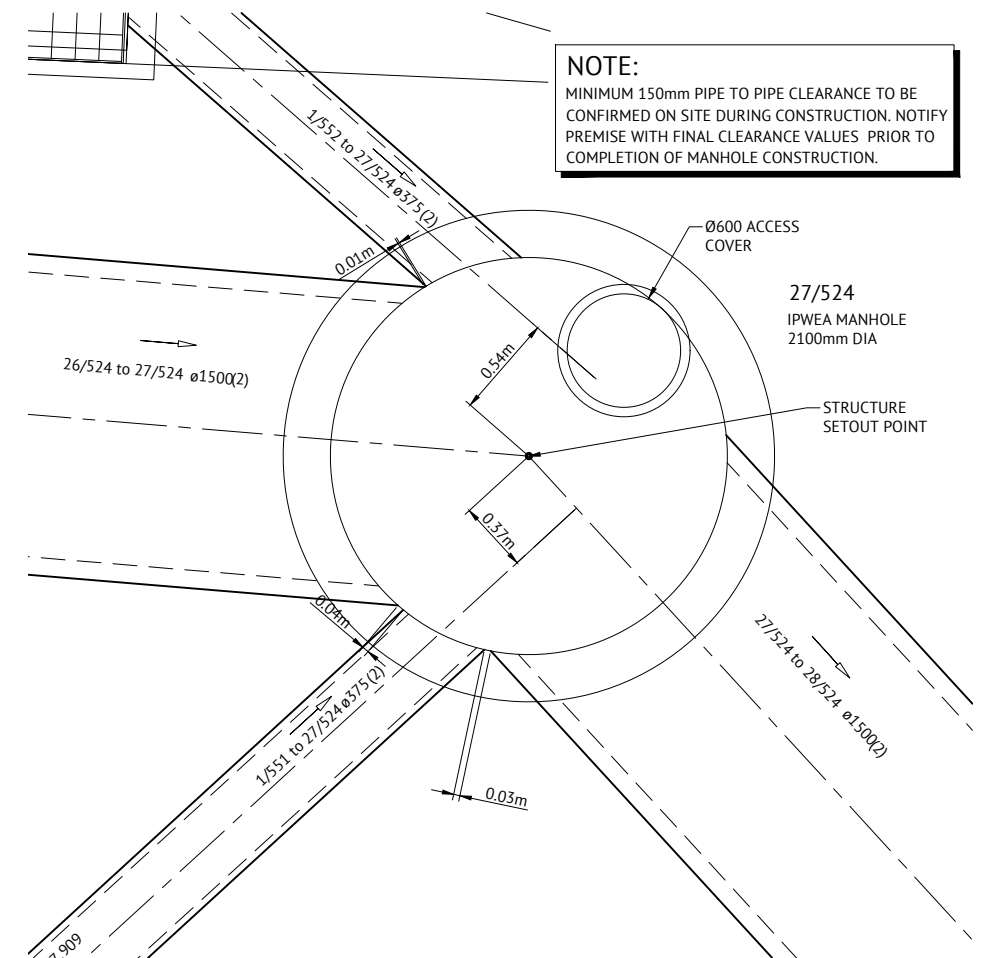 NOTE:
MINIMUM 150mm PIPE TO PIPE CLEARANCE TO BE
CONFIRMED ON SITE DURING CONSTRUCTION. NOTIFY
PREMISE WITH FINAL CLEARANCE VALUES PRIOR TO
COMPLETION OF MANHOLE CONSTRUCTION.
1/552 to 27/524 ø375(2)
Ø600 ACCESS
COVER
0.01m
27/524
IPWEA MANHOLE
2100mm DIA
0.54m
26/524 to 27/524 ø1500(2)
STRUCTURE
SETOUT POINT
0.37m
0.04m
27/524 to 28/524 ø1500(2)
1/551 to 27/524 ø375(2)
0.03m
7.909